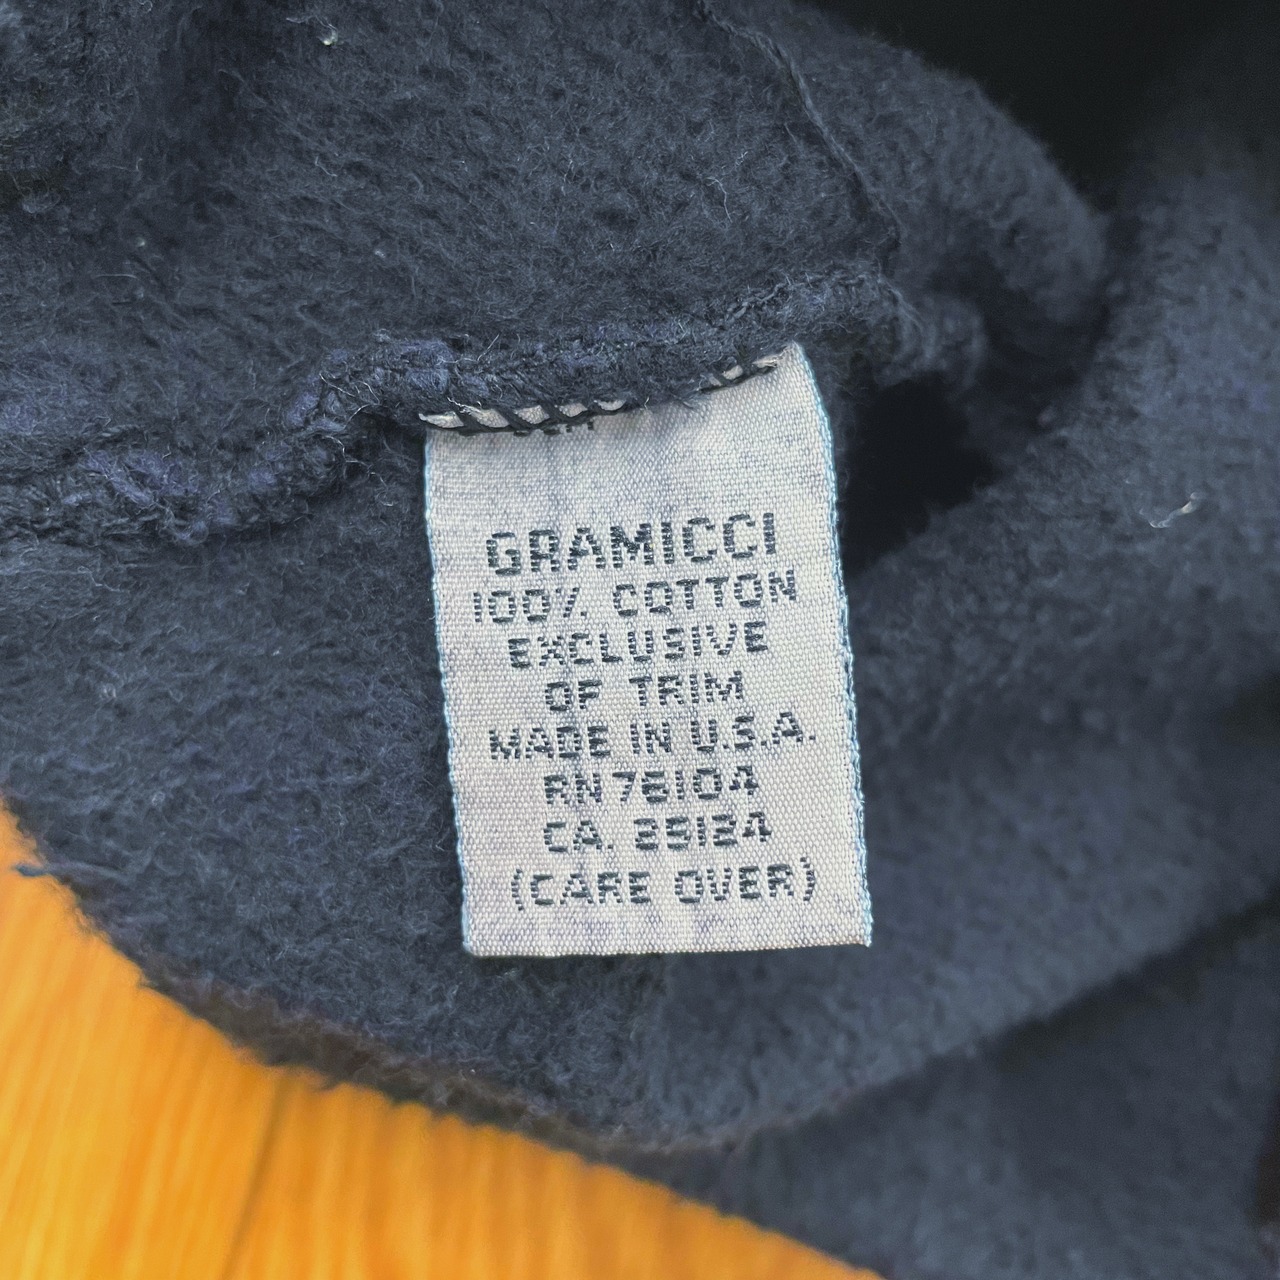 GRAMICCI
100% COTTON
EXCLUSIVE
OF TRIM
MADE IN U.S.A.
RN 76104
CA. 29124
(CARE OVER)